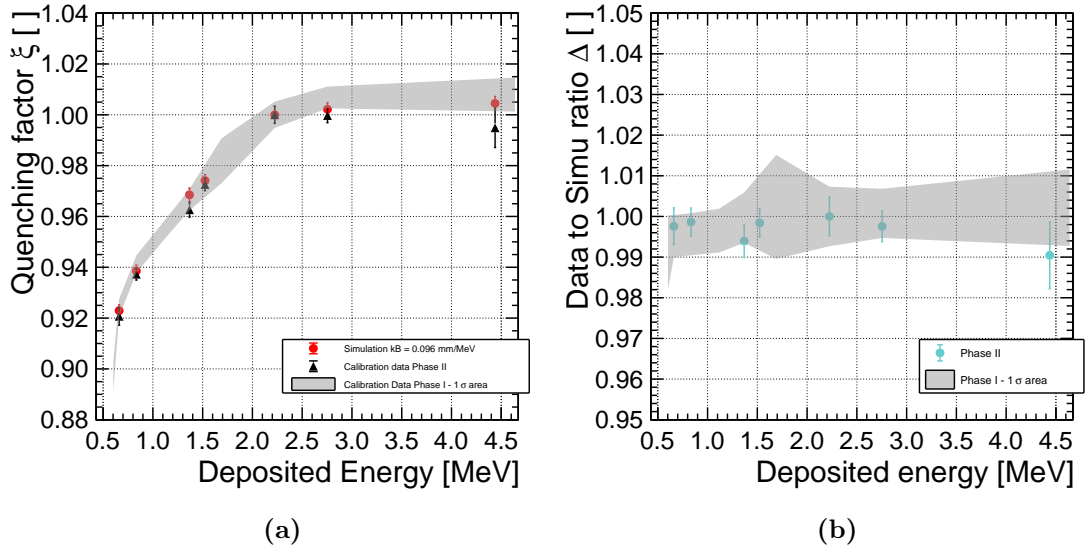 Quenching factor ξ [ ]
1.04
1.02
1.00
0.98
0.96
0.94
0.92
0.90
0.88
0.5 1.0 1.5 2.0 2.5 3.0 3.5 4.0 4.5
Deposited Energy [MeV]
Simulation kB = 0.096 mm/MeV
Calibration data Phase II
Calibration Data Phase I - 1 σ area
(a)
Data to Simu ratio Δ [ ]
1.05
1.04
1.03
1.02
1.01
1.00
0.99
0.98
0.97
0.96
0.95
0.5 1.0 1.5 2.0 2.5 3.0 3.5 4.0 4.5
Deposited energy [MeV]
Phase II
Phase I - 1 σ area
(b)